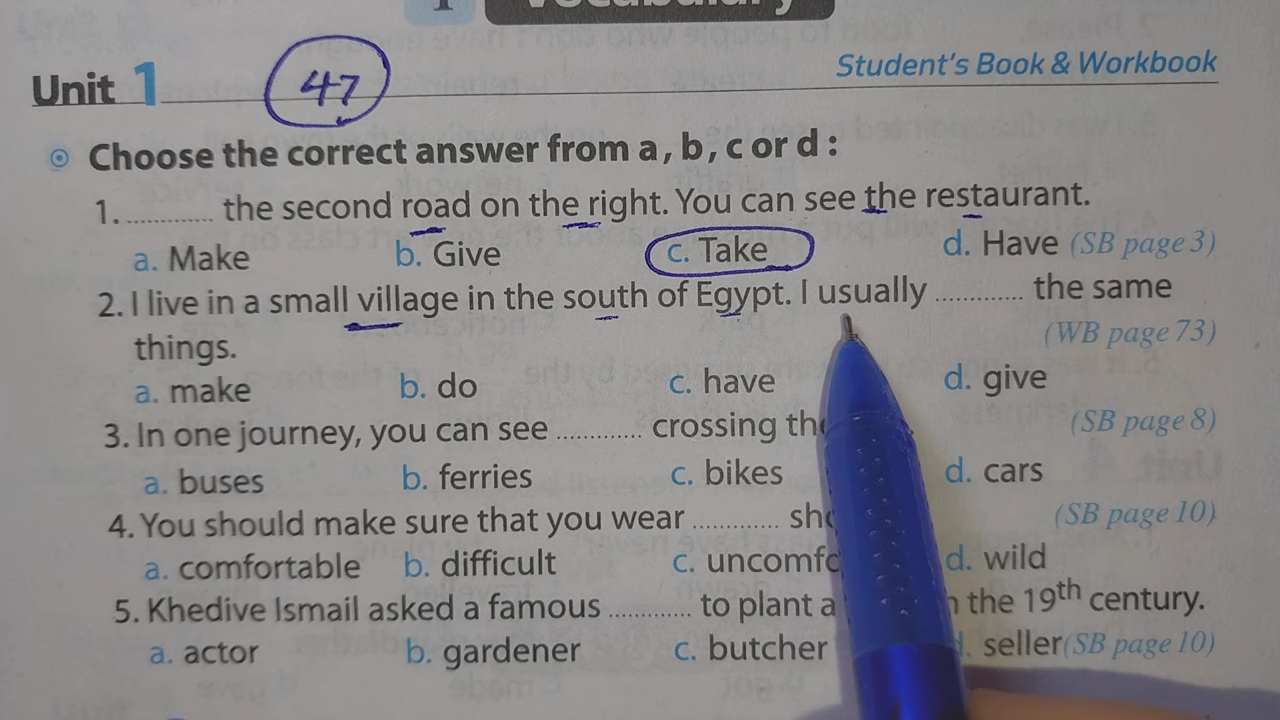 Vocabulary
Unit 1
47
Student's Book & Workbook
Choose the correct answer from a, b, c or d :
1. ............. the second road on the right. You can see the restaurant.
a. Make b. Give c. Take d. Have (SB page 3)
2. I live in a small village in the south of Egypt. I usually ............. the same
things. (WB page 73)
a. make b. do c. have d. give
3. In one journey, you can see ............. crossing (SB page 8)
a. buses b. ferries c. bikes d. cars
4. You should make sure that you wear ............. (SB page 10)
a. comfortable b. difficult c. d. wild
5. Khedive Ismail asked a famous ............. to plant a the 19th century.
a. actor b. gardener c. butcher d. seller (SB page 10)